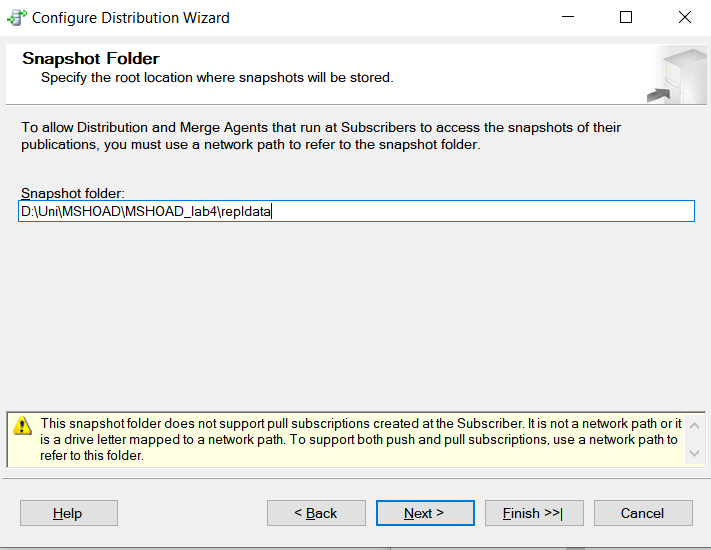 Configure Distribution Wizard
Snapshot Folder
Specify the root location where snapshots will be stored.
To allow Distribution and Merge Agents that run at Subscribers to access the snapshots of their
publications, you must use a network path to refer to the snapshot folder.
Snapshot folder:
D:\Uni\MSHOAD\MSHOAD_lab4\repldata
This snapshot folder does not support pull subscriptions created at the Subscriber. It is not a network path or it
is a drive letter mapped to a network path. To support both push and pull subscriptions, use a network path to
refer to this folder.
Help
< Back
Next >
Finish >>|
Cancel